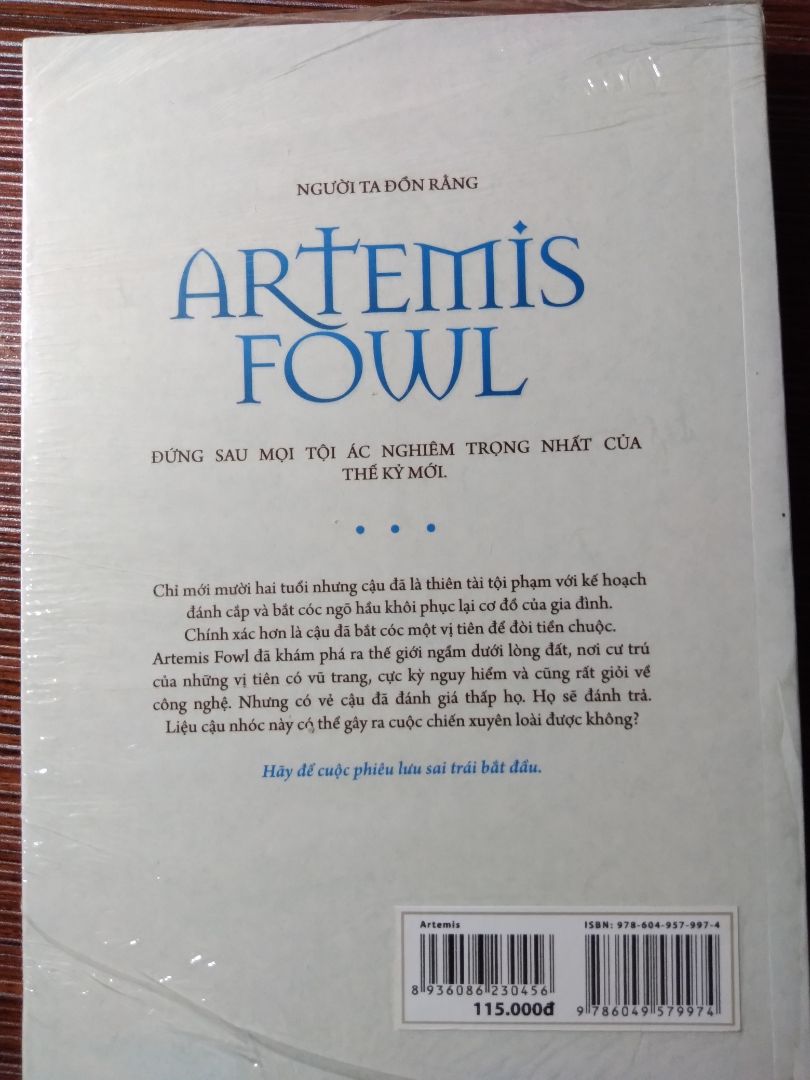 NGƯỜI TA ĐỒN RẰNG
ARTEMIS
FOWL
ĐỨNG SAU MỌI TỘI ÁC NGHIÊM TRỌNG NHẤT CỦA
THẾ KỶ MỚI.
Chỉ mới mười hai tuổi nhưng cậu đã là thiên tài tội phạm với kế hoạch
đánh cắp và bắt cóc ngõ hầu khôi phục lại cơ đồ của gia đình.
Chính xác hơn là cậu đã bắt cóc một vị tiên để đòi tiền chuộc.
Artemis Fowl đã khám phá ra thế giới ngầm dưới lòng đất, nơi cư trú
của những vị tiên có vũ trang, cực kỳ nguy hiểm và cũng rất giỏi về
công nghệ. Nhưng có vẻ cậu đã đánh giá thấp họ. Họ sẽ đánh trả.
Liệu cậu nhóc này có thể gây ra cuộc chiến xuyên loài được không?
Hãy để cuộc phiêu lưu sai trái bắt đầu.
Artemis
8 936086 230456
115.000đ
ISBN: 978-604-957-997-4
9 786049 579974